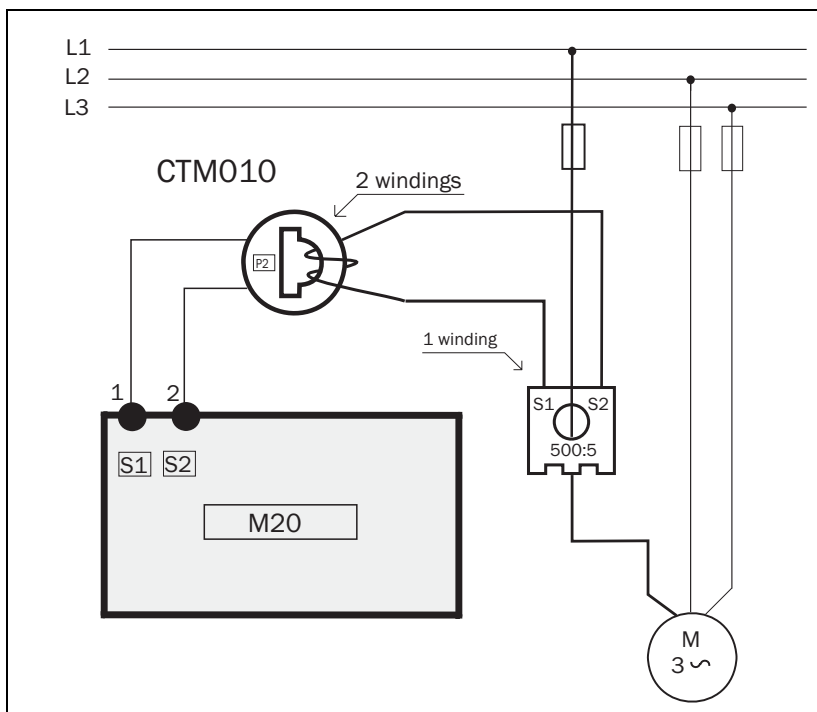 L1
L2
L3
CTM010
2 windings
P2
1 winding
1 2
S1 S2
500:5
S1 S2
M20
M
3 ~